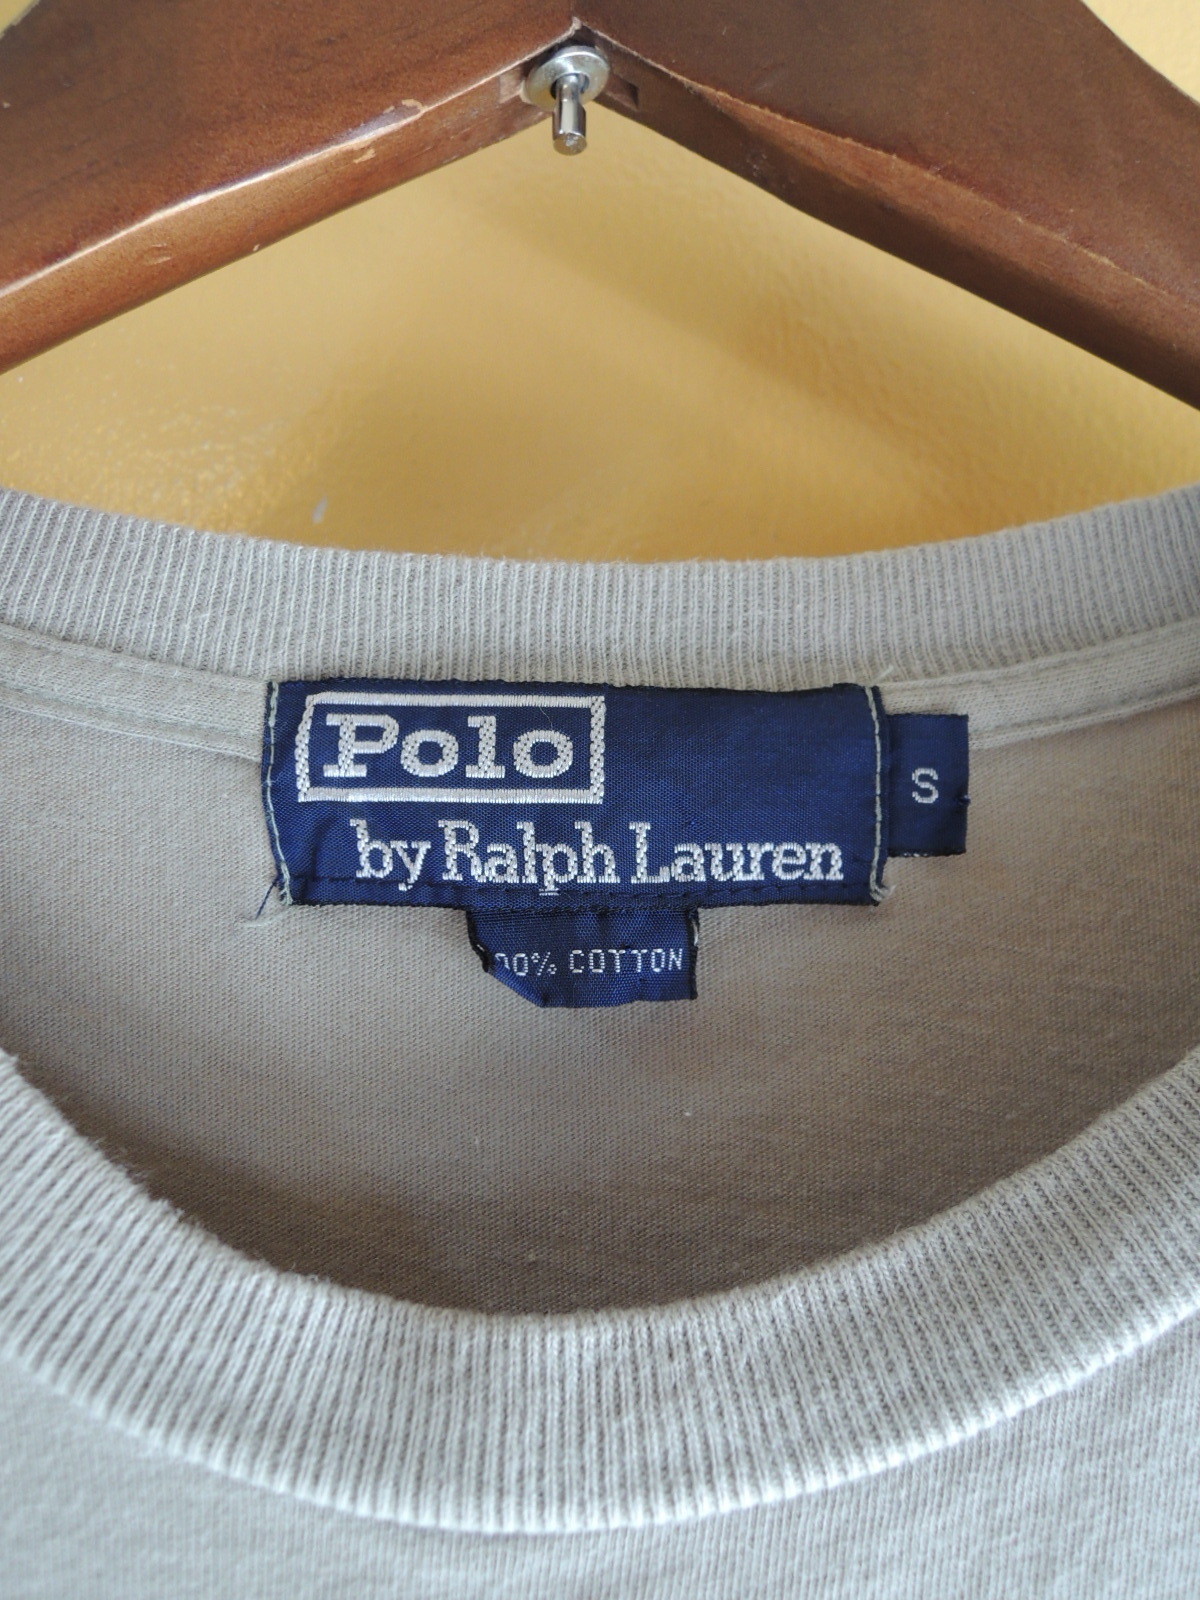 Polo
by Ralph Lauren
S
00% COTTON